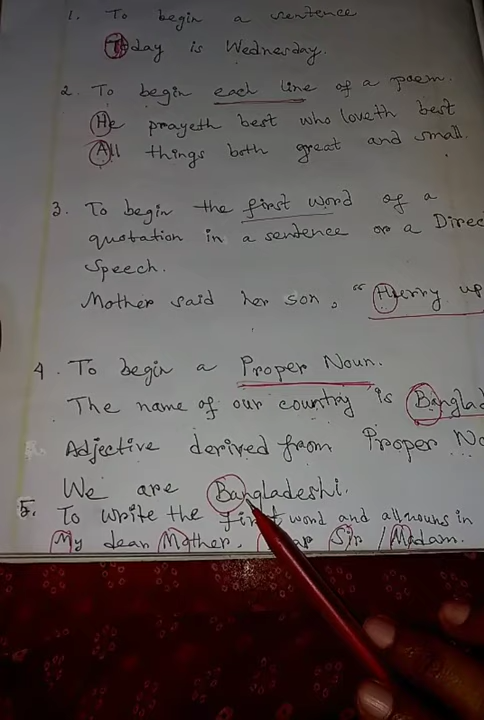 1. To begin a sentence
Today is Wednesday.
2. To begin each line of a poem.
He prayeth best who loveth best
All things both great and small.
3. To begin the first word of a
quotation in a sentence or a Direc
Speech.
Mother said her son, "Hurry up
4. To begin a Proper Noun.
The name of our country is Banglad
Adjective derived from Proper No
We are Bangladeshi.
5. To write the first word and all nouns in
My dear Mother, Sir / Madam.